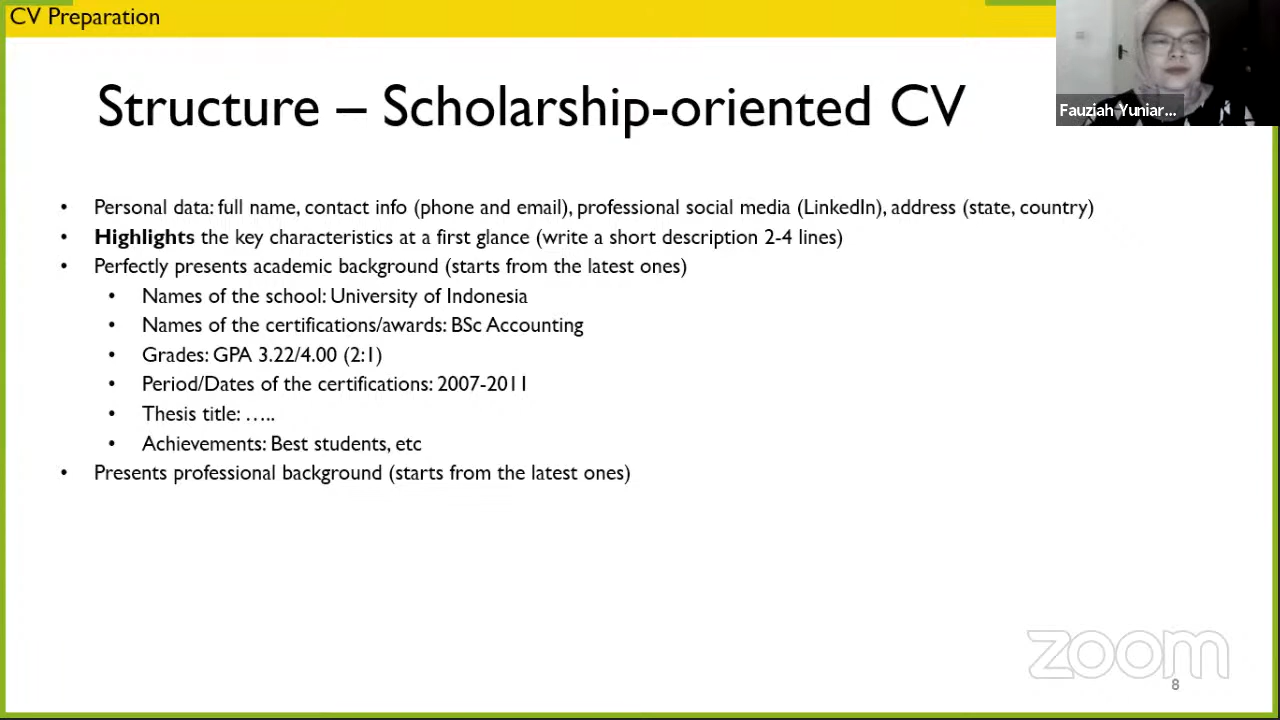 CV Preparation
Structure – Scholarship-oriented CV
Fauziah Yuniar...
• Personal data: full name, contact info (phone and email), professional social media (LinkedIn), address (state, country)
• Highlights the key characteristics at a first glance (write a short description 2-4 lines)
• Perfectly presents academic background (starts from the latest ones)
• Names of the school: University of Indonesia
• Names of the certifications/awards: BSc Accounting
• Grades: GPA 3.22/4.00 (2:1)
• Period/Dates of the certifications: 2007-2011
• Thesis title: …..
• Achievements: Best students, etc
• Presents professional background (starts from the latest ones)
zoom
8